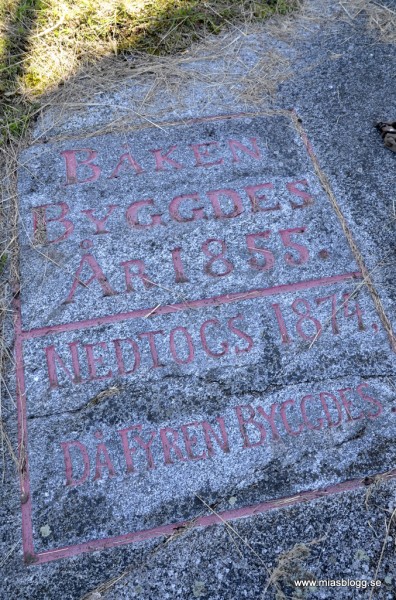 BÅKEN
BYGGDES
ÅR 1855.
NEDTOGS 1874.
DÅ FYREN BYGGDES.
www.miasblogg.se